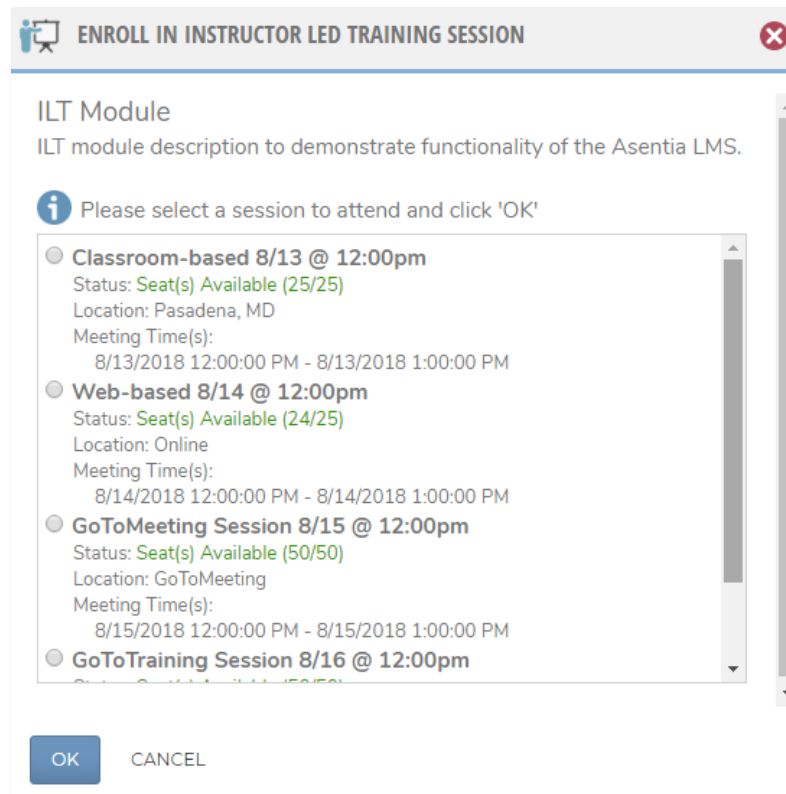 ENROLL IN INSTRUCTOR LED TRAINING SESSION
ILT Module
ILT module description to demonstrate functionality of the Asentia LMS.
Please select a session to attend and click 'OK'
Classroom-based 8/13 @ 12:00pm
Status: Seat(s) Available (25/25)
Location: Pasadena, MD
Meeting Time(s):
8/13/2018 12:00:00 PM - 8/13/2018 1:00:00 PM
Web-based 8/14 @ 12:00pm
Status: Seat(s) Available (24/25)
Location: Online
Meeting Time(s):
8/14/2018 12:00:00 PM - 8/14/2018 1:00:00 PM
GoToMeeting Session 8/15 @ 12:00pm
Status: Seat(s) Available (50/50)
Location: GoToMeeting
Meeting Time(s):
8/15/2018 12:00:00 PM - 8/15/2018 1:00:00 PM
GoToTraining Session 8/16 @ 12:00pm
OK CANCEL